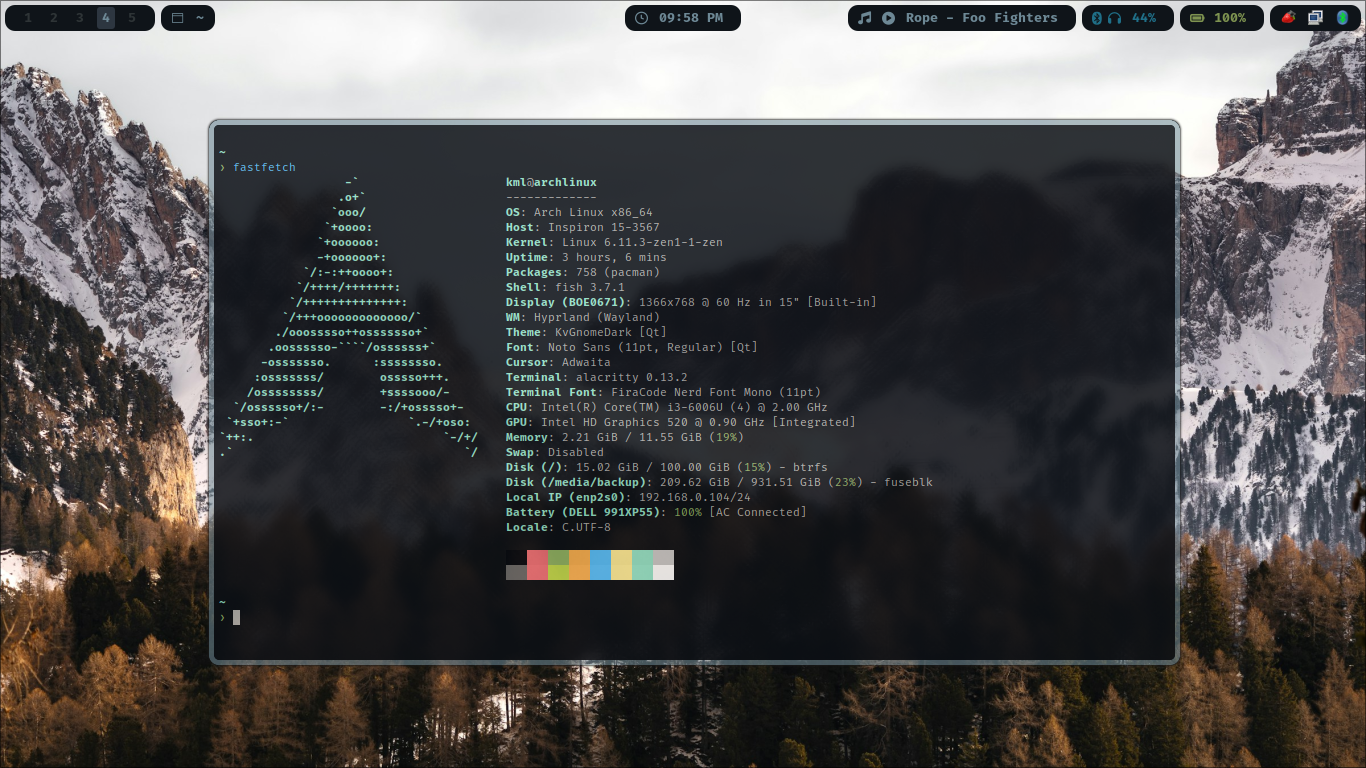 1 2 3 4 5 ~ 09:58 PM Rope - Foo Fighters 44% 100%
~
❯ fastfetch
-` kml@archlinux
.o+` -------------
`ooo/ OS: Arch Linux x86_64
`+oooo: Host: Inspiron 15-3567
`+oooooo: Kernel: Linux 6.11.3-zen1-1-zen
-+oooooo+: Uptime: 3 hours, 6 mins
`/:-:++oooo+: Packages: 758 (pacman)
`/++++/+++++++: Shell: fish 3.7.1
`/++++++++++++++: Display (BOE0671): 1366x768 @ 60 Hz in 15" [Built-in]
`/+++ooooooooooooo/` WM: Hyprland (Wayland)
./ooosssso++osssssso+` Theme: KvGnomeDark [Qt]
.oossssso-````/ossssss+` Font: Noto Sans (11pt, Regular) [Qt]
-osssssso. :ssssssso. Cursor: Adwaita
:osssssss/ osssso+++. Terminal: alacritty 0.13.2
/ossssssss/ +ssssooo/- Terminal Font: FiraCode Nerd Font Mono (11pt)
`/ossssso+/:- -:/+osssso+- CPU: Intel(R) Core(TM) i3-6006U (4) @ 2.00 GHz
`+sso+:-` `.-/+oso: GPU: Intel HD Graphics 520 @ 0.90 GHz [Integrated]
`++:. `-/+/ Memory: 2.21 GiB / 11.55 GiB (19%)
.` `/ Swap: Disabled
Disk (/): 15.02 GiB / 100.00 GiB (15%) - btrfs
Disk (/media/backup): 209.62 GiB / 931.51 GiB (23%) - fuseblk
Local IP (enp2s0): 192.168.0.104/24
Battery (DELL 991XP55): 100% [AC Connected]
Locale: C.UTF-8
~
❯